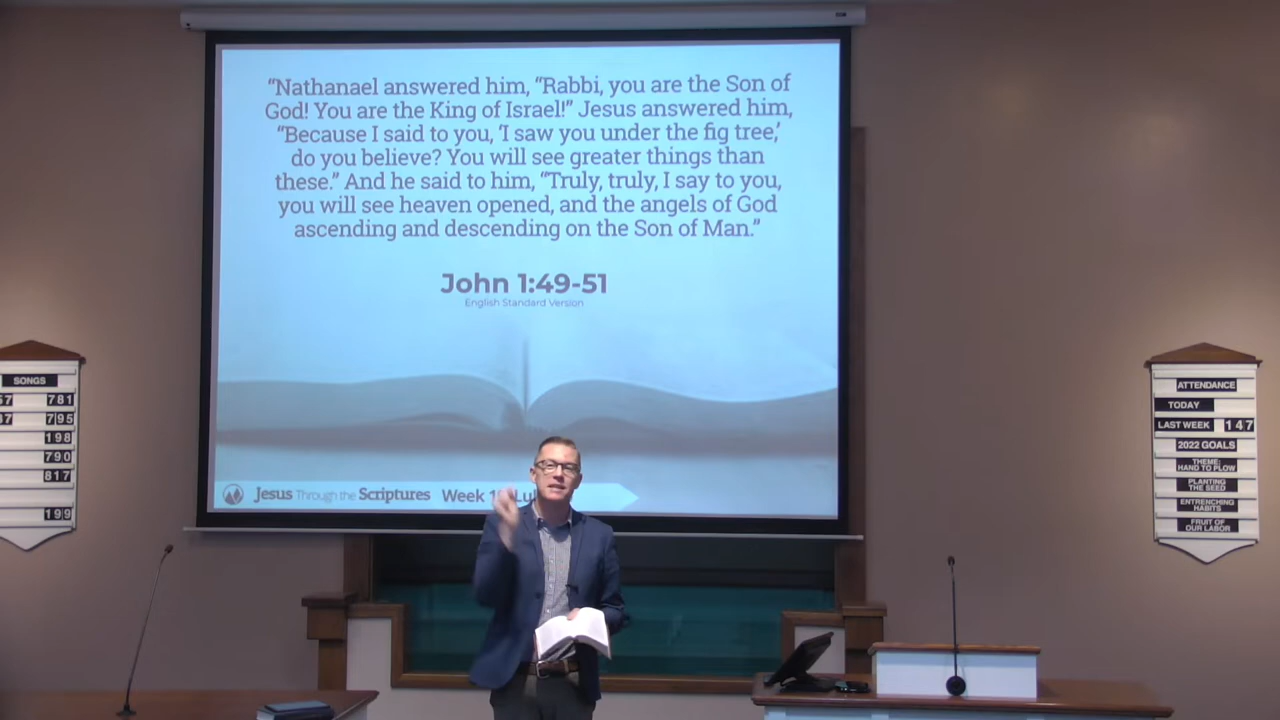 “Nathanael answered him, “Rabbi, you are the Son of
God! You are the King of Israel!” Jesus answered him,
“Because I said to you, ‘I saw you under the fig tree,’
do you believe? You will see greater things than
these.” And he said to him, “Truly, truly, I say to you,
you will see heaven opened, and the angels of God
ascending and descending on the Son of Man.”
John 1:49-51
English Standard Version
Jesus Through the Scriptures
Week
SONGS
781
795
198
790
817
199
ATTENDANCE
TODAY
LAST WEEK 147
2022 GOALS
THEME:
HAND TO PLOW
PLANTING
THE SEED
ENTRENCHING
HABITS
FRUIT OF
OUR LABOR